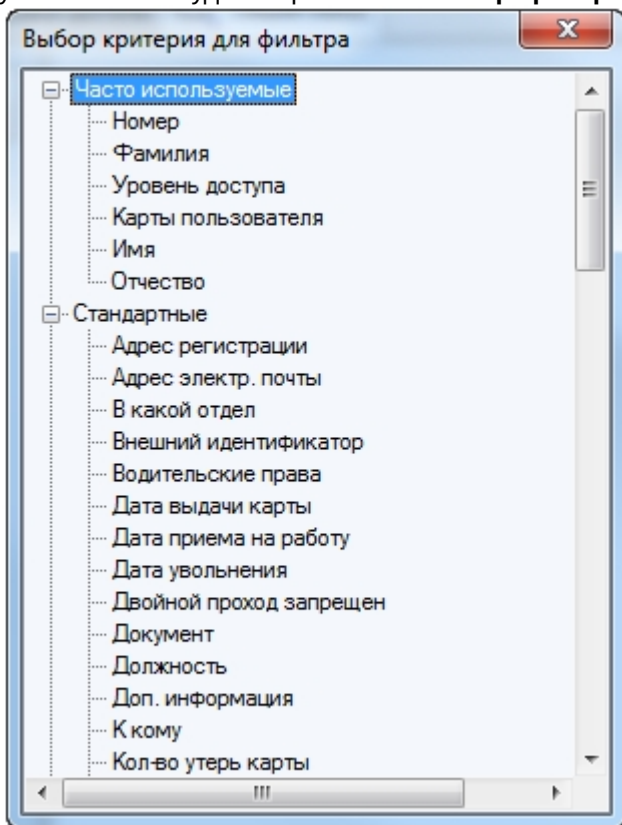 Выбор критерия для фильтра
Часто используемые
Номер
Фамилия
Уровень доступа
Карты пользователя
Имя
Отчество
Стандартные
Адрес регистрации
Адрес электр. почты
В какой отдел
Внешний идентификатор
Водительские права
Дата выдачи карты
Дата приема на работу
Дата увольнения
Двойной проход запрещен
Документ
Должность
Доп. информация
К кому
Кол-во утерь карты